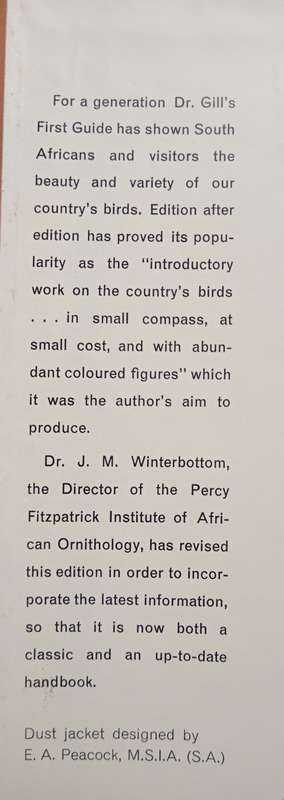 For a generation Dr. Gill's
First Guide has shown South
Africans and visitors the
beauty and variety of our
country's birds. Edition after
edition has proved its popu-
larity as the "introductory
work on the country's birds
. . . in small compass, at
small cost, and with abun-
dant coloured figures" which
it was the author's aim to
produce.
Dr. J. M. Winterbottom,
the Director of the Percy
Fitzpatrick Institute of Afri-
can Ornithology, has revised
this edition in order to incor-
porate the latest information,
so that it is now both a
classic and an up-to-date
handbook.
Dust jacket designed by
E. A. Peacock, M.S.I.A. (S.A.)